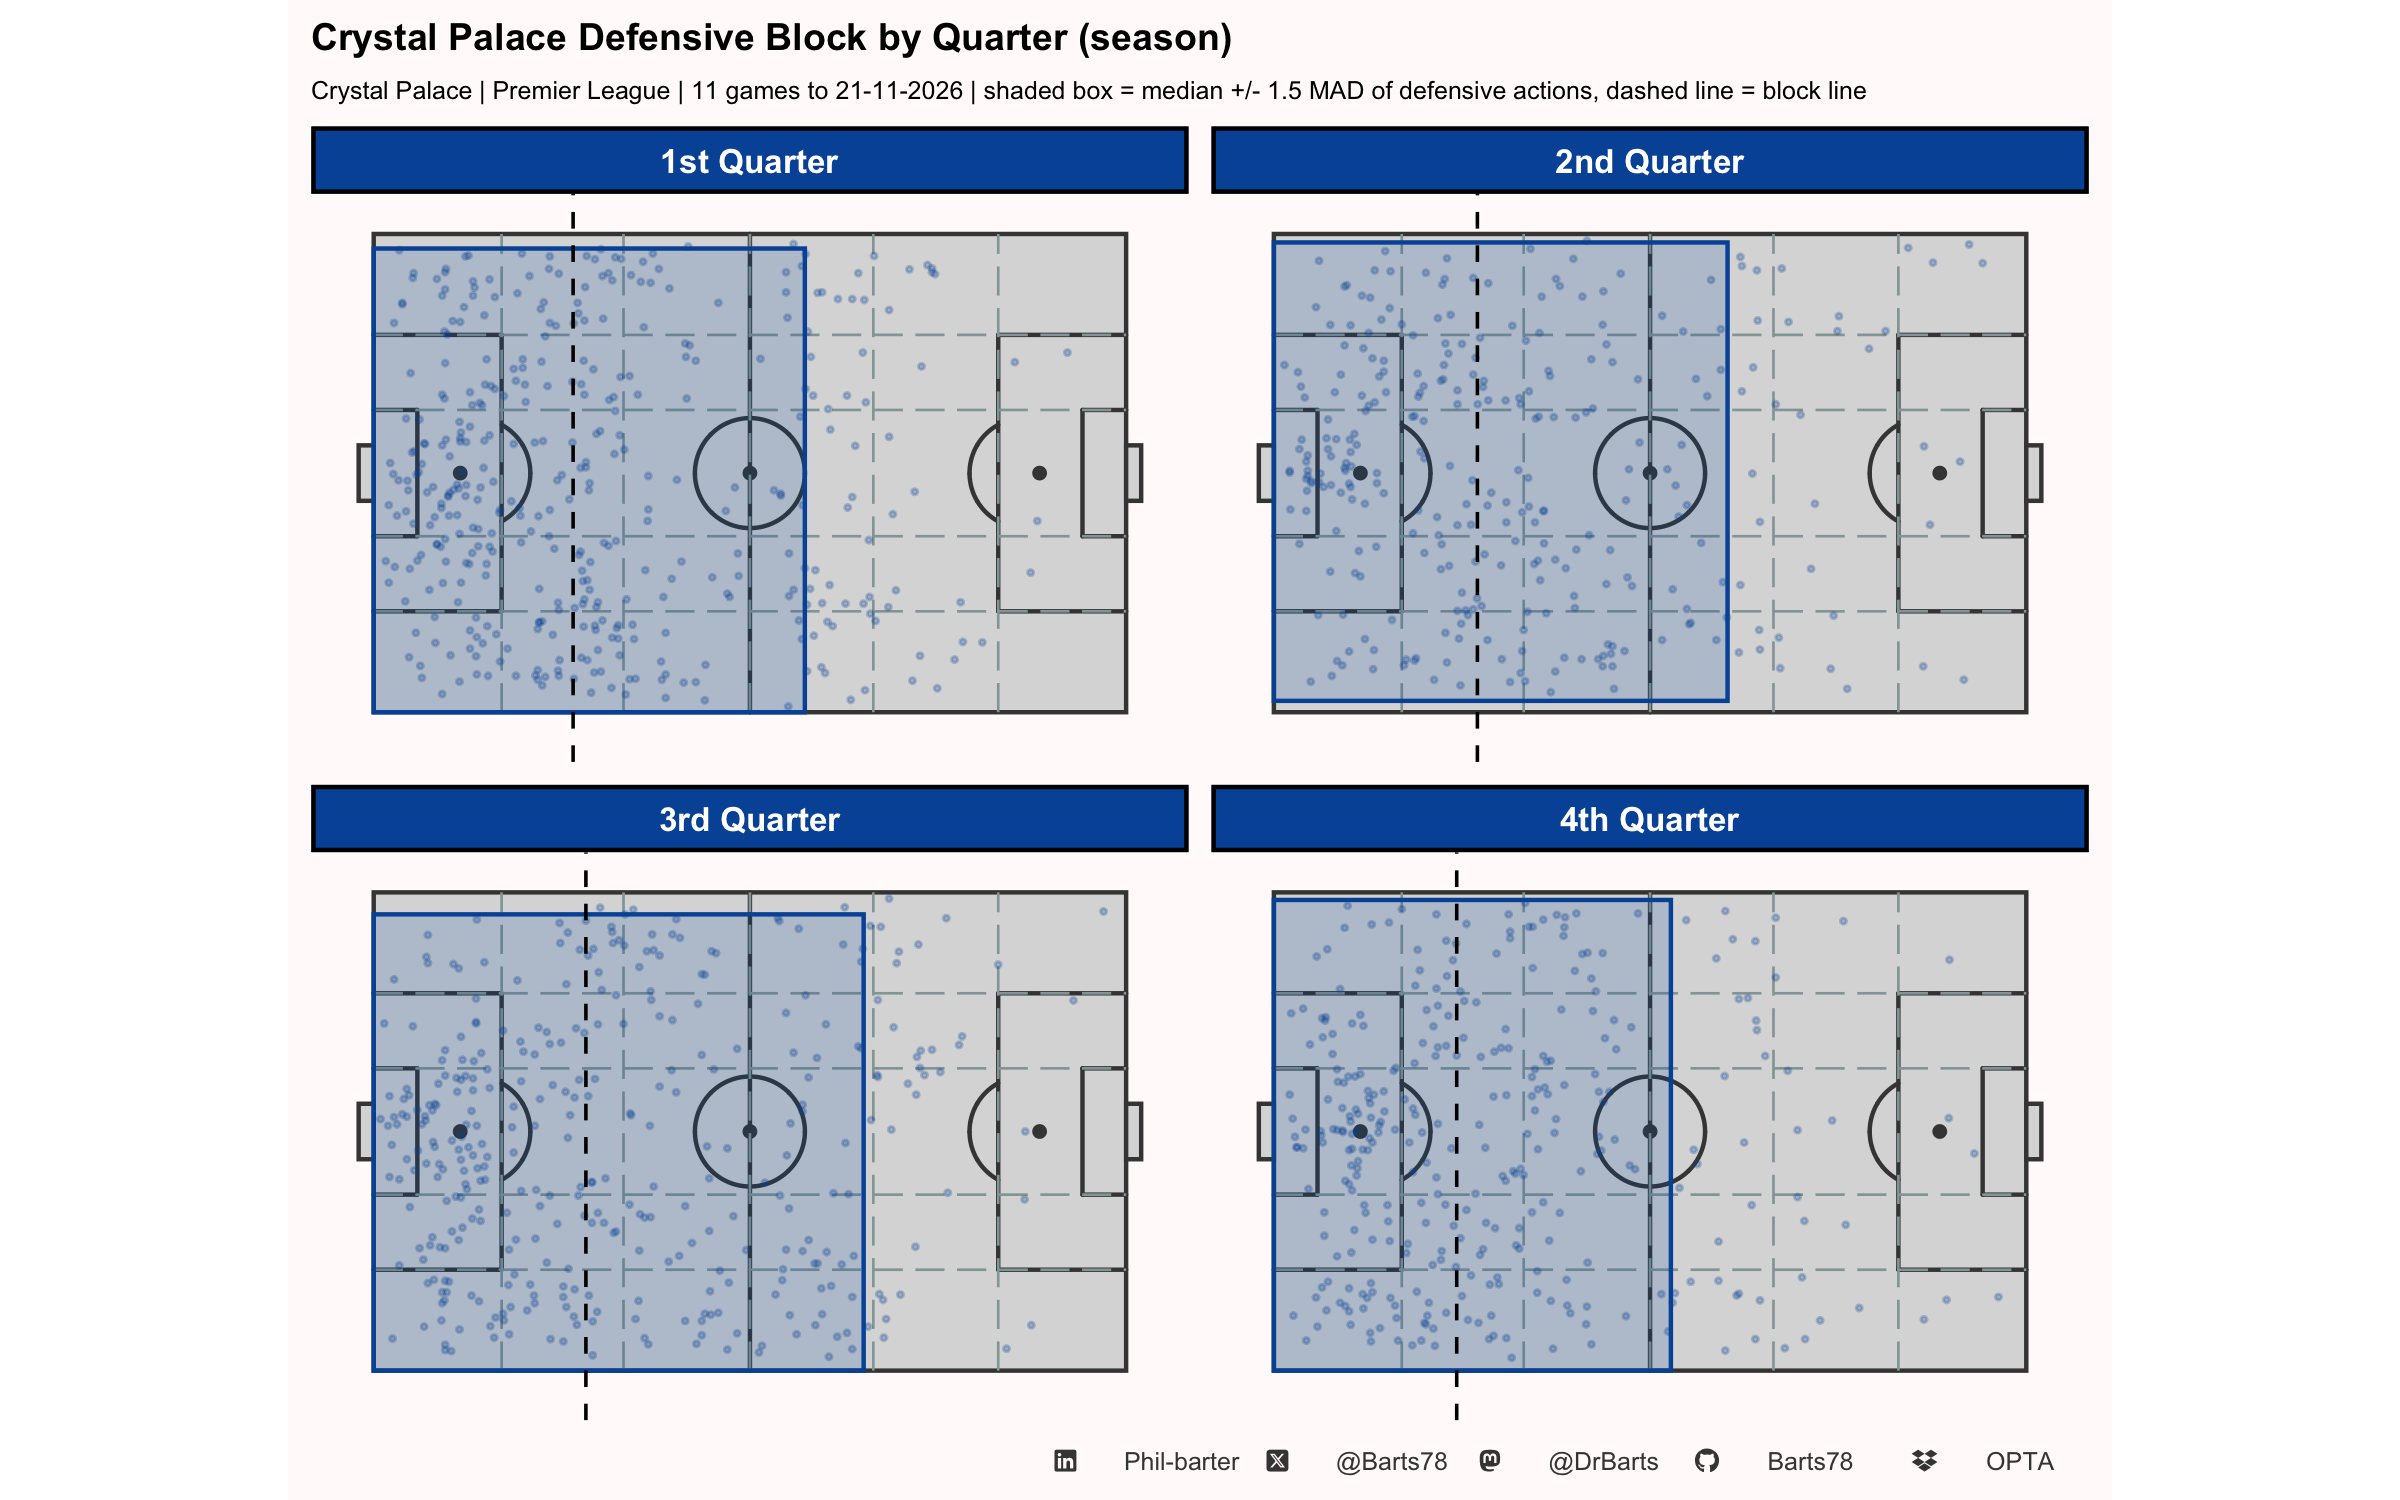 Crystal Palace Defensive Block by Quarter (season)
Crystal Palace | Premier League | 11 games to 21-11-2026 | shaded box = median +/- 1.5 MAD of defensive actions, dashed line = block line
1st Quarter
2nd Quarter
3rd Quarter
4th Quarter
Phil-barter @Barts78 @DrBarts Barts78 OPTA